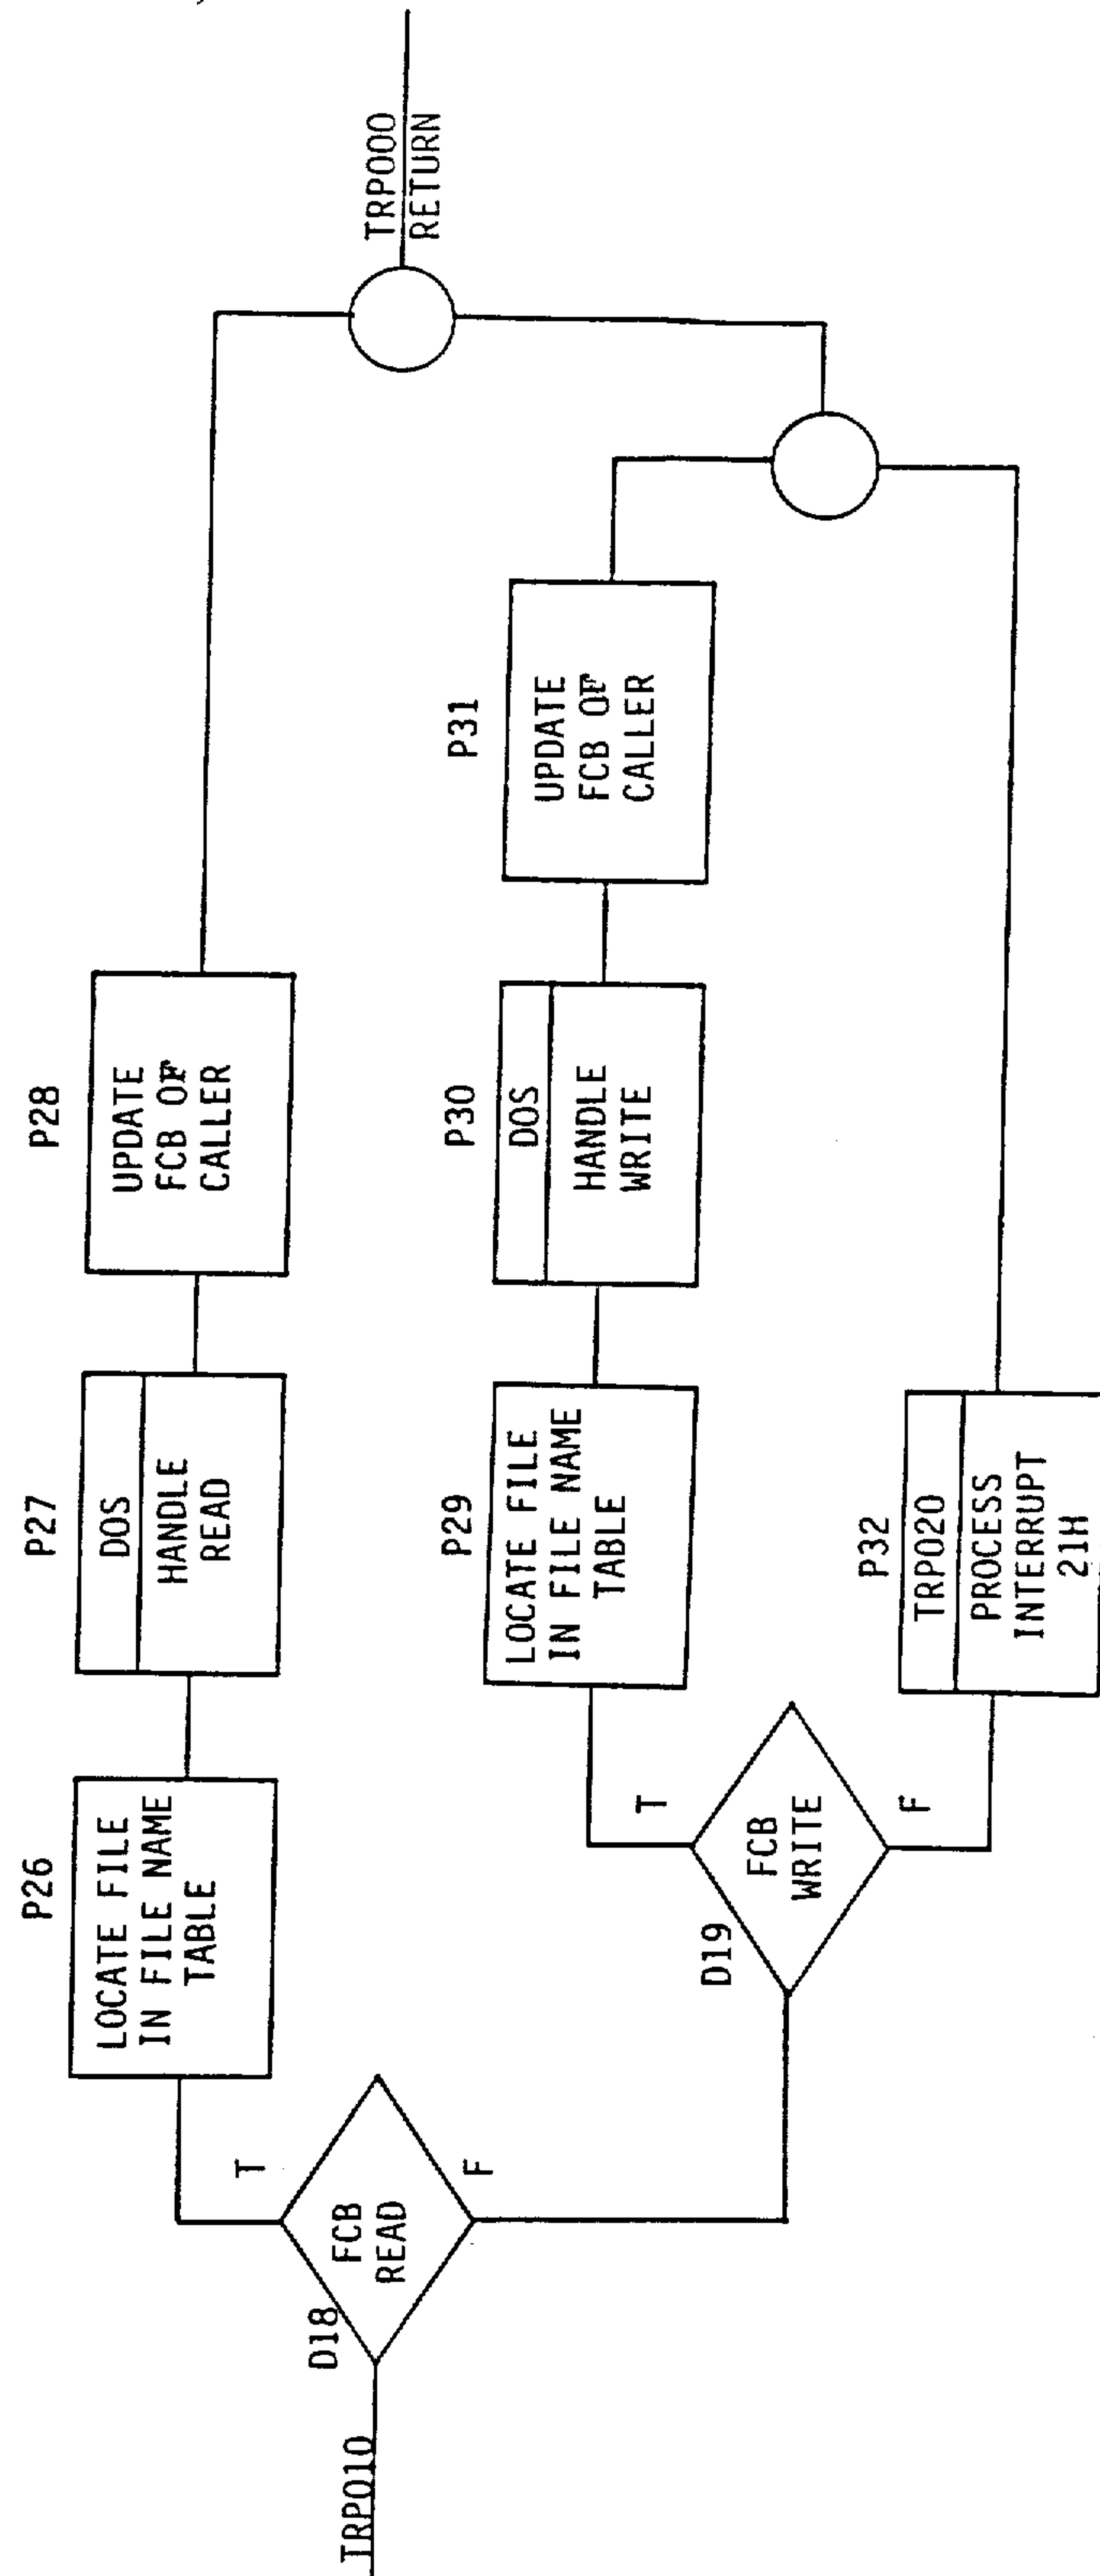 TRP010
D18
FCB
READ
T
F
P26
LOCATE FILE
IN FILE NAME
TABLE
P27
DOS
HANDLE
READ
P28
UPDATE
FCB OF
CALLER
D19
FCB
WRITE
T
F
P29
LOCATE FILE
IN FILE NAME
TABLE
P30
DOS
HANDLE
WRITE
P31
UPDATE
FCB OF
CALLER
P32
TRP020
PROCESS
INTERRUPT
21H
TRP000
RETURN